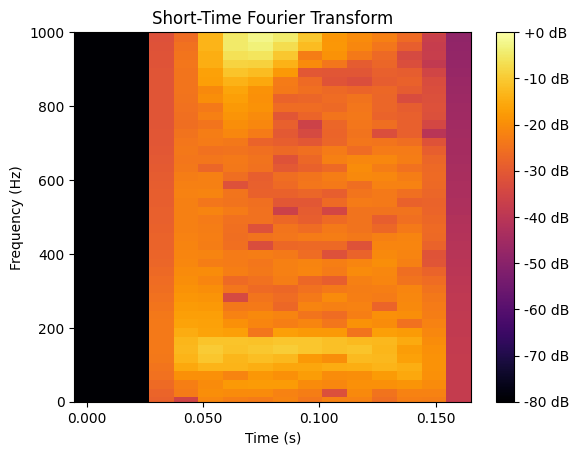 Short-Time Fourier Transform
1000
800
600
400
200
0
Frequency (Hz)
0.000
0.050
0.100
0.150
Time (s)
+0 dB
-10 dB
-20 dB
-30 dB
-40 dB
-50 dB
-60 dB
-70 dB
-80 dB